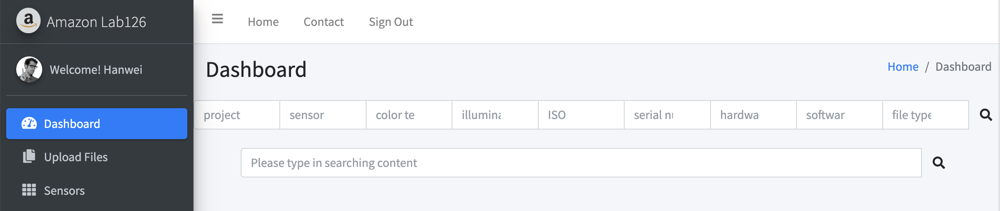 a Amazon Lab126
Home Contact Sign Out
Welcome! Hanwei
Dashboard
Home / Dashboard
Dashboard
project sensor color te illumina ISO serial nu hardwa softwar file type
Upload Files
Please type in searching content
Sensors